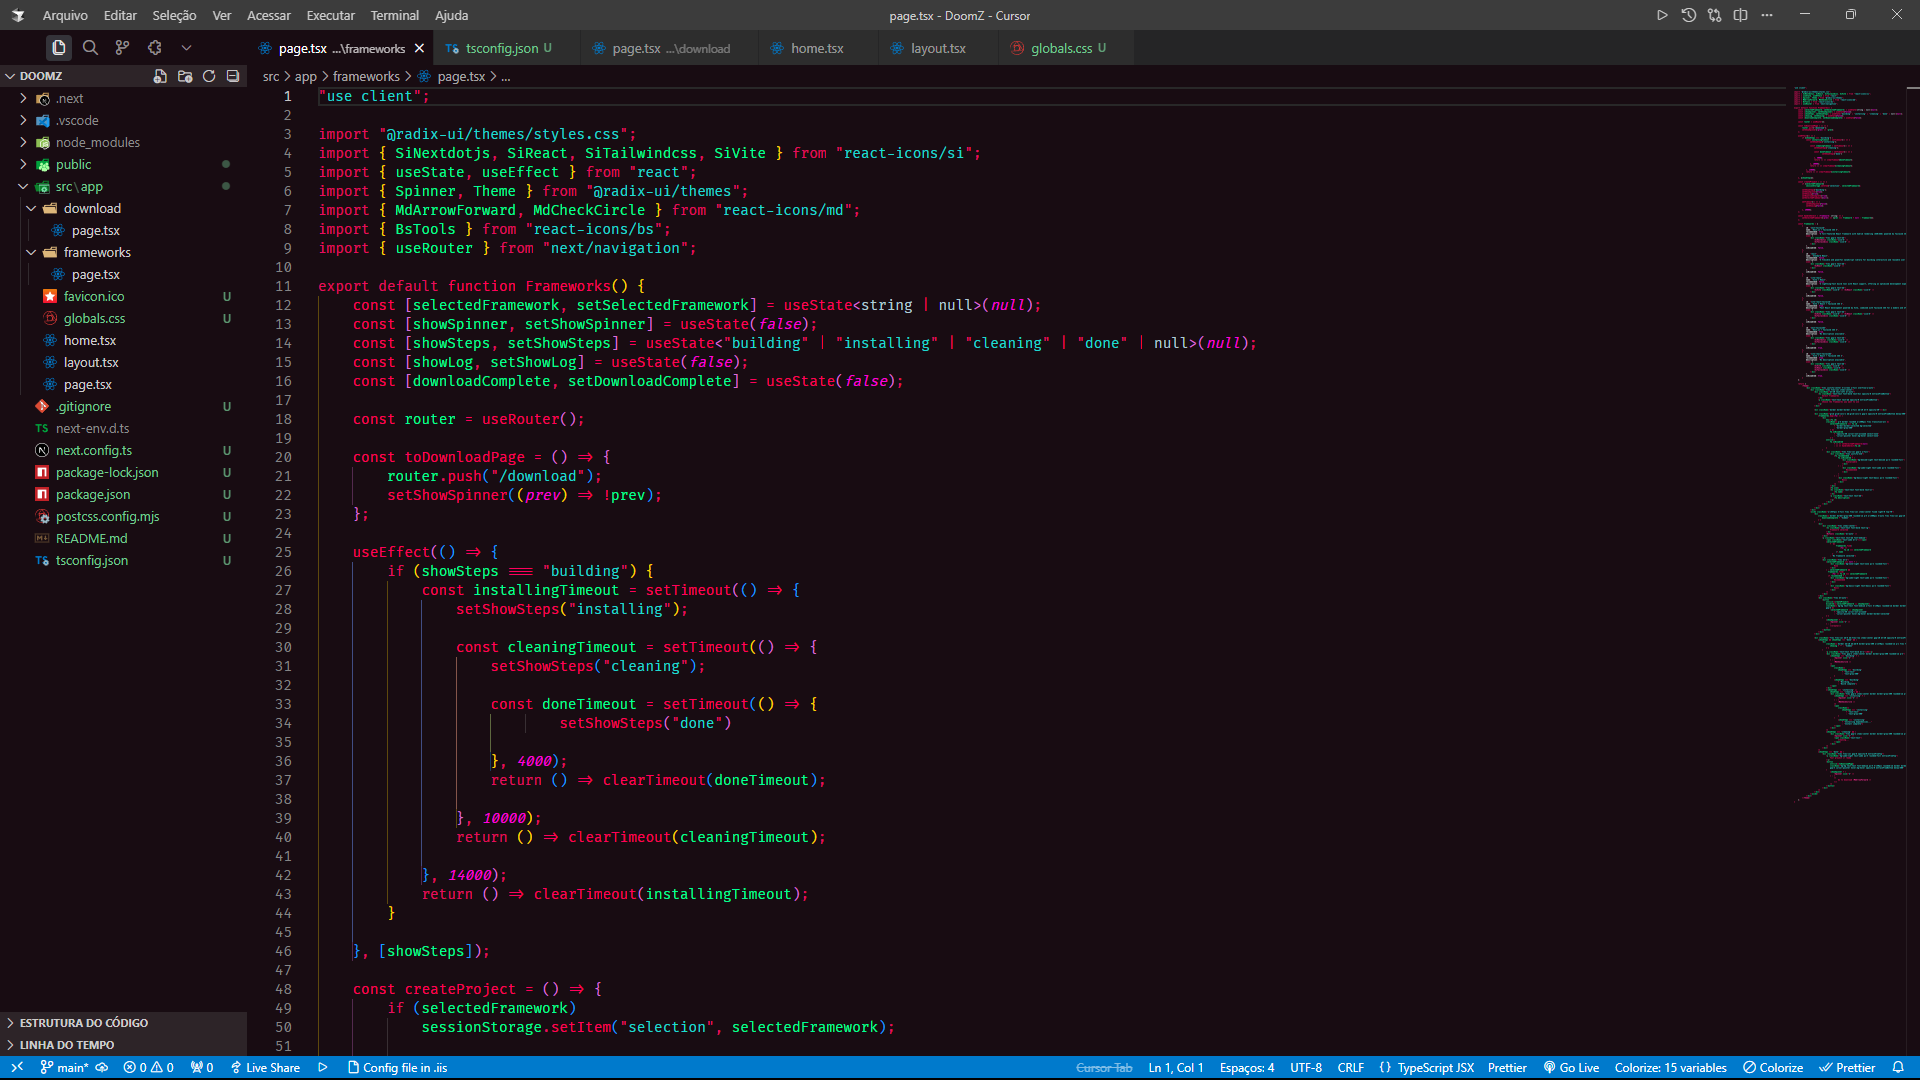 Arquivo Editar Seleção Ver Acessar Executar Terminal Ajuda
page.tsx - DoomZ - Cursor
page.tsx ...\frameworks
tsconfig.json U
page.tsx ...\download
home.tsx
layout.tsx
globals.css U
DOOMZ
src > app > frameworks > page.tsx > ...
.next
.vscode
node_modules
public
src\app
download
page.tsx
frameworks
page.tsx
favicon.ico U
globals.css U
home.tsx
layout.tsx
page.tsx
.gitignore U
next-env.d.ts
next.config.ts U
package-lock.json U
package.json U
postcss.config.mjs U
README.md U
tsconfig.json U
ESTRUTURA DO CÓDIGO
LINHA DO TEMPO
1 "use client";
2
3 import "@radix-ui/themes/styles.css";
4 import { SiNextdotjs, SiReact, SiTailwindcss, SiVite } from "react-icons/si";
5 import { useState, useEffect } from "react";
6 import { Spinner, Theme } from "@radix-ui/themes";
7 import { MdArrowForward, MdCheckCircle } from "react-icons/md";
8 import { BsTools } from "react-icons/bs";
9 import { useRouter } from "next/navigation";
10
11 export default function Frameworks() {
12 const [selectedFramework, setSelectedFramework] = useState<string | null>(null);
13 const [showSpinner, setShowSpinner] = useState(false);
14 const [showSteps, setShowSteps] = useState<"building" | "installing" | "cleaning" | "done" | null>(null);
15 const [showLog, setShowLog] = useState(false);
16 const [downloadComplete, setDownloadComplete] = useState(false);
17
18 const router = useRouter();
19
20 const toDownloadPage = () => {
21 router.push("/download");
22 setShowSpinner((prev) => !prev);
23 };
24
25 useEffect(() => {
26 if (showSteps === "building") {
27 const installingTimeout = setTimeout(() => {
28 setShowSteps("installing");
29
30 const cleaningTimeout = setTimeout(() => {
31 setShowSteps("cleaning");
32
33 const doneTimeout = setTimeout(() => {
34 setShowSteps("done")
35
36 }, 4000);
37 return () => clearTimeout(doneTimeout);
38
39 }, 10000);
40 return () => clearTimeout(cleaningTimeout);
41
42 }, 14000);
43 return () => clearTimeout(installingTimeout);
44 }
45
46 }, [showSteps]);
47
48 const createProject = () => {
49 if (selectedFramework)
50 sessionStorage.setItem("selection", selectedFramework);
51
main* 0 0 0 Live Share Config file in .iis
Cursor Tab Ln 1, Col 1 Espaços: 4 UTF-8 CRLF {} TypeScript JSX Prettier Go Live Colorize: 15 variables Colorize Prettier